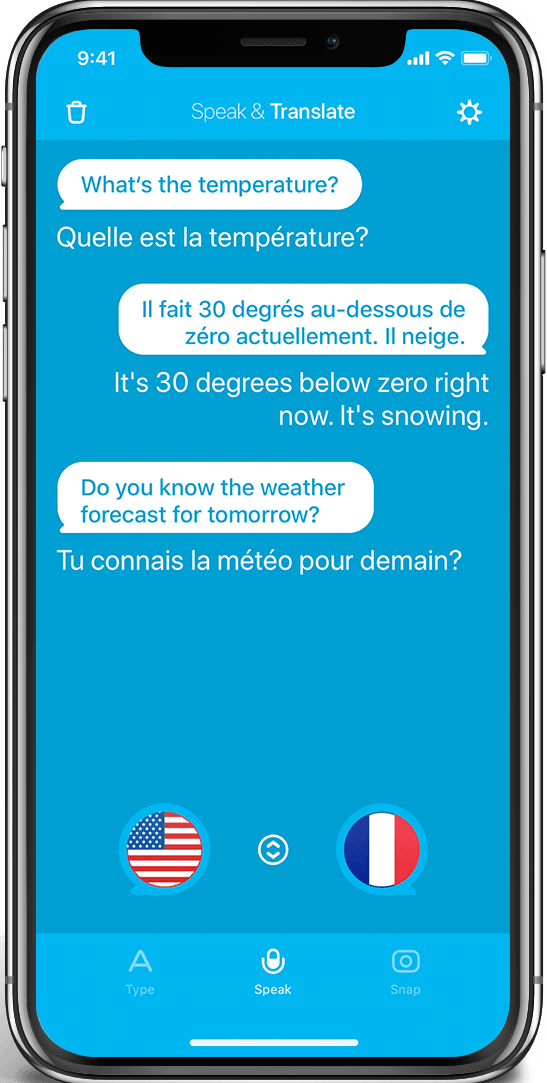 9:41
Speak & Translate
What's the temperature?
Quelle est la température?
Il fait 30 degrés au-dessous de
zéro actuellement. Il neige.
It's 30 degrees below zero right
now. It's snowing.
Do you know the weather
forecast for tomorrow?
Tu connais la météo pour demain?
Type
Speak
Snap